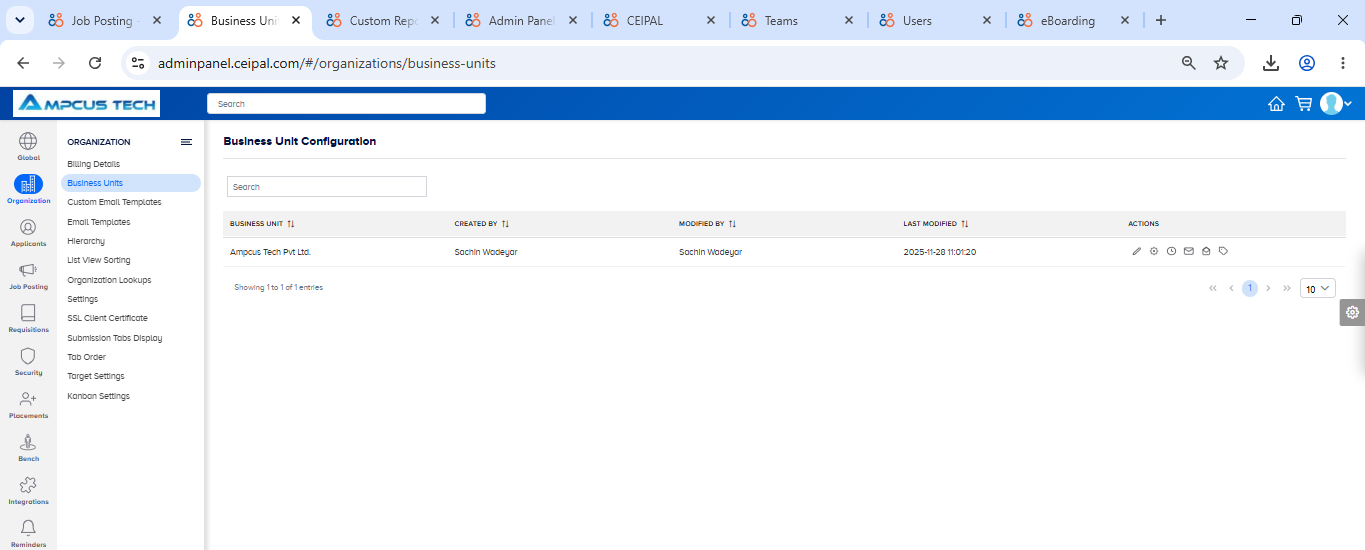 Job Posting
Business Uni
Custom Repo
Admin Panel
CEIPAL
Teams
Users
eBoarding
adminpanel.ceipal.com/#/organizations/business-units
AMPCUS TECH
Search
Global
Organization
Applicants
Job Posting
Requisitions
Security
Placements
Bench
Integrations
Reminders
ORGANIZATION
Billing Details
Business Units
Custom Email Templates
Email Templates
Hierarchy
List View Sorting
Organization Lookups
Settings
SSL Client Certificate
Submission Tabs Display
Tab Order
Target Settings
Kanban Settings
Business Unit Configuration
Search
BUSINESS UNIT CREATED BY MODIFIED BY LAST MODIFIED ACTIONS
Ampcus Tech Pvt Ltd. Sachin Wadeyar Sachin Wadeyar 2025-11-28 11:01:20
Showing 1 to 1 of 1 entries
1
10